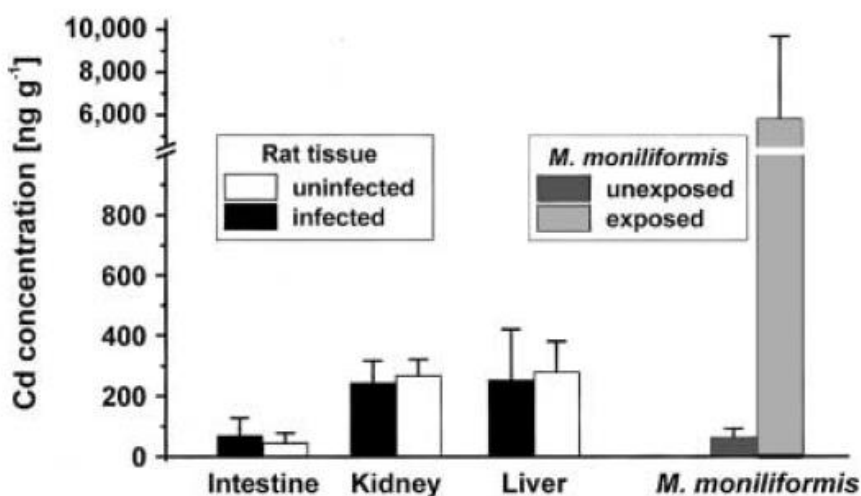 Cd concentration [ng g⁻¹]
10,000
8,000
6,000
800
600
400
200
0
Rat tissue
uninfected
infected
M. moniliformis
unexposed
exposed
Intestine Kidney Liver M. moniliformis